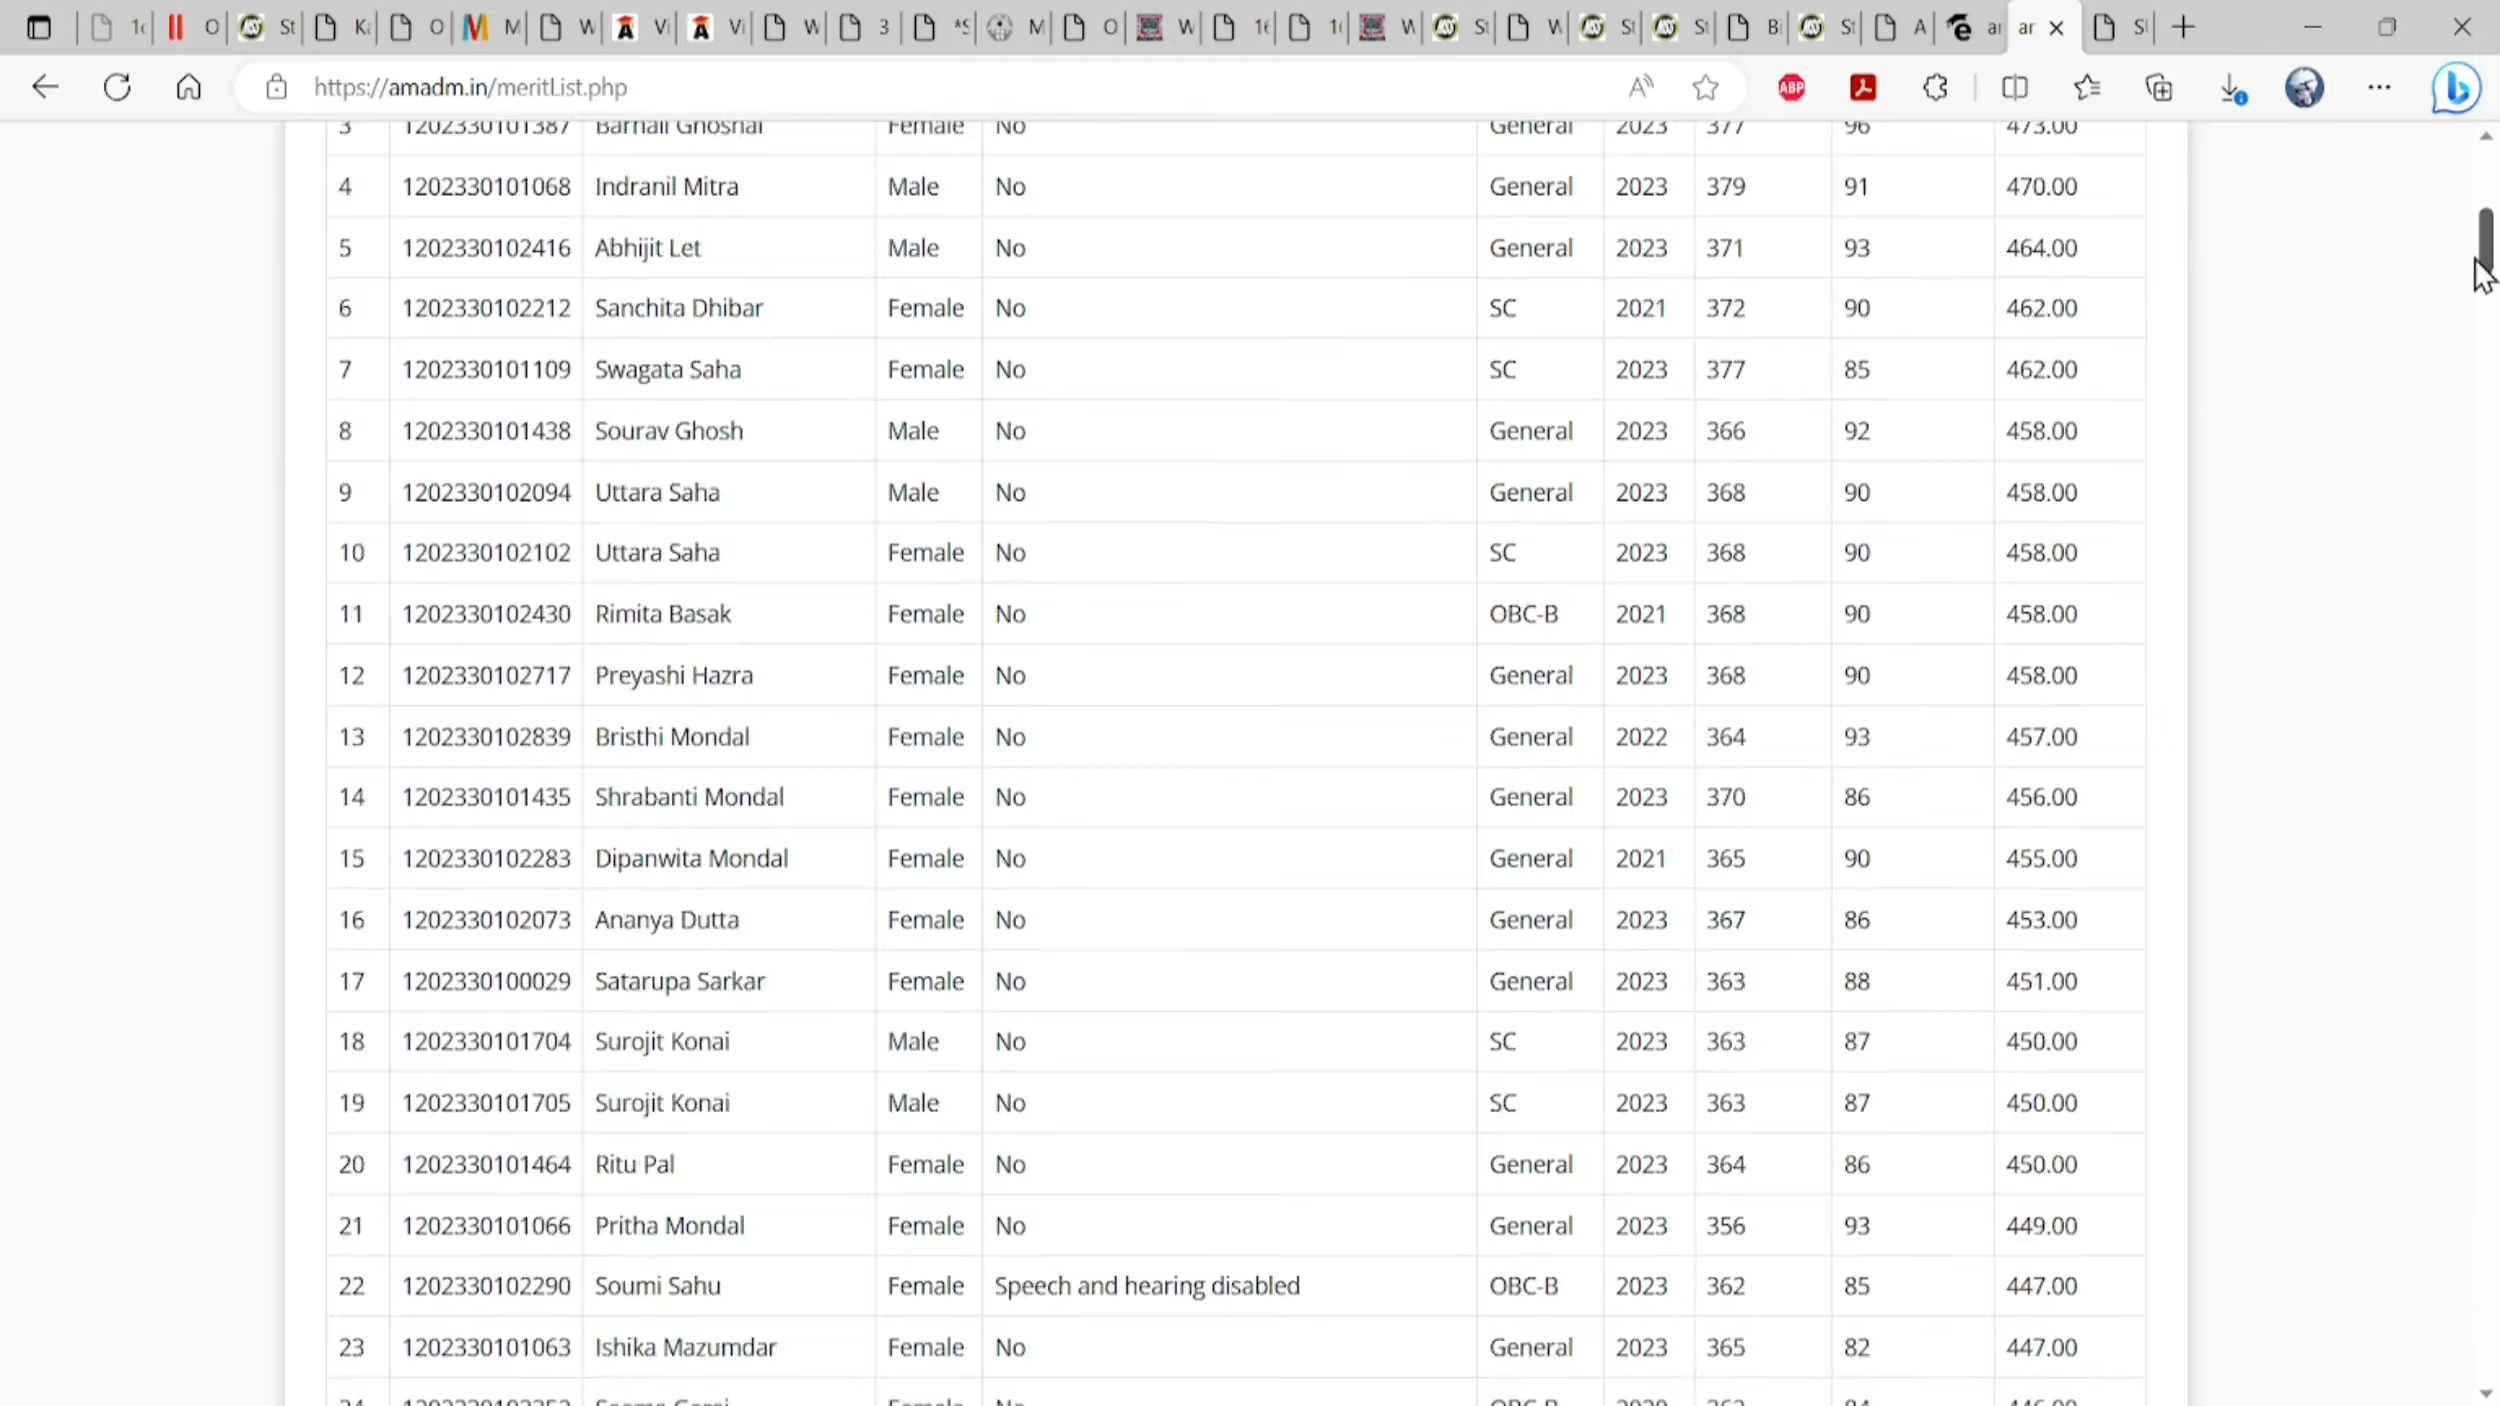 https://amadm.in/meritList.php
3 1202330101387 Barnali Ghoshal Female No General 2023 377 96 473.00
4 1202330101068 Indranil Mitra Male No General 2023 379 91 470.00
5 1202330102416 Abhijit Let Male No General 2023 371 93 464.00
6 1202330102212 Sanchita Dhibar Female No SC 2021 372 90 462.00
7 1202330101109 Swagata Saha Female No SC 2023 377 85 462.00
8 1202330101438 Sourav Ghosh Male No General 2023 366 92 458.00
9 1202330102094 Uttara Saha Male No General 2023 368 90 458.00
10 1202330102102 Uttara Saha Female No SC 2023 368 90 458.00
11 1202330102430 Rimita Basak Female No OBC-B 2021 368 90 458.00
12 1202330102717 Preyashi Hazra Female No General 2023 368 90 458.00
13 1202330102839 Bristhi Mondal Female No General 2022 364 93 457.00
14 1202330101435 Shrabanti Mondal Female No General 2023 370 86 456.00
15 1202330102283 Dipanwita Mondal Female No General 2021 365 90 455.00
16 1202330102073 Ananya Dutta Female No General 2023 367 86 453.00
17 1202330100029 Satarupa Sarkar Female No General 2023 363 88 451.00
18 1202330101704 Surojit Konai Male No SC 2023 363 87 450.00
19 1202330101705 Surojit Konai Male No SC 2023 363 87 450.00
20 1202330101464 Ritu Pal Female No General 2023 364 86 450.00
21 1202330101066 Pritha Mondal Female No General 2023 356 93 449.00
22 1202330102290 Soumi Sahu Female Speech and hearing disabled OBC-B 2023 362 85 447.00
23 1202330101063 Ishika Mazumdar Female No General 2023 365 82 447.00